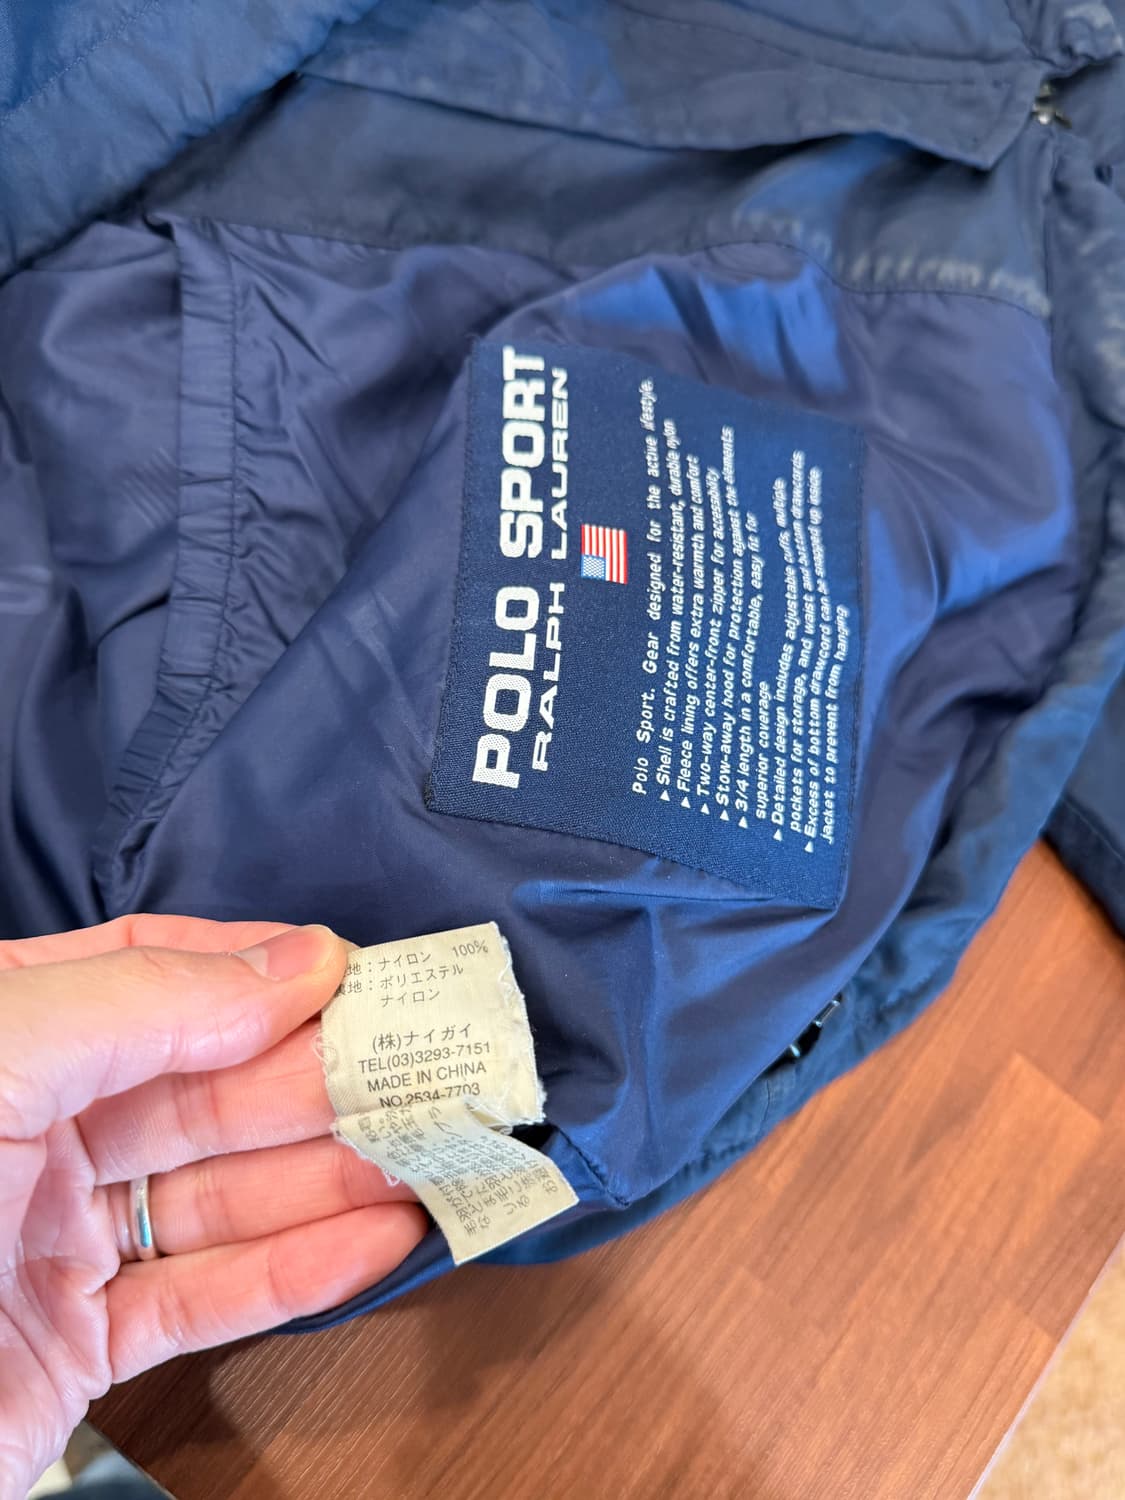 POLO SPORT
RALPH LAUREN
Polo Sport. Gear designed for the active lifestyle.
▶ Shell is crafted from water-resistant, durable nylon
▶ Fleece lining offers extra warmth and comfort
▶ Two-way center-front zipper for accessability
▶ Stow-away hood for protection against the elements
▶ 3/4 length in a comfortable, easy fit for
superior coverage
▶ Detailed design includes adjustable cuffs, multiple
pockets for storage, and waist and bottom drawcords
▶ Excess of bottom drawcord can be snapped up inside
jacket to prevent from hanging
地:ナイロン 100%
地:ポリエステル
ナイロン
(株)ナイガイ
TEL(03)3293-7151
MADE IN CHINA
NO.2534-7703